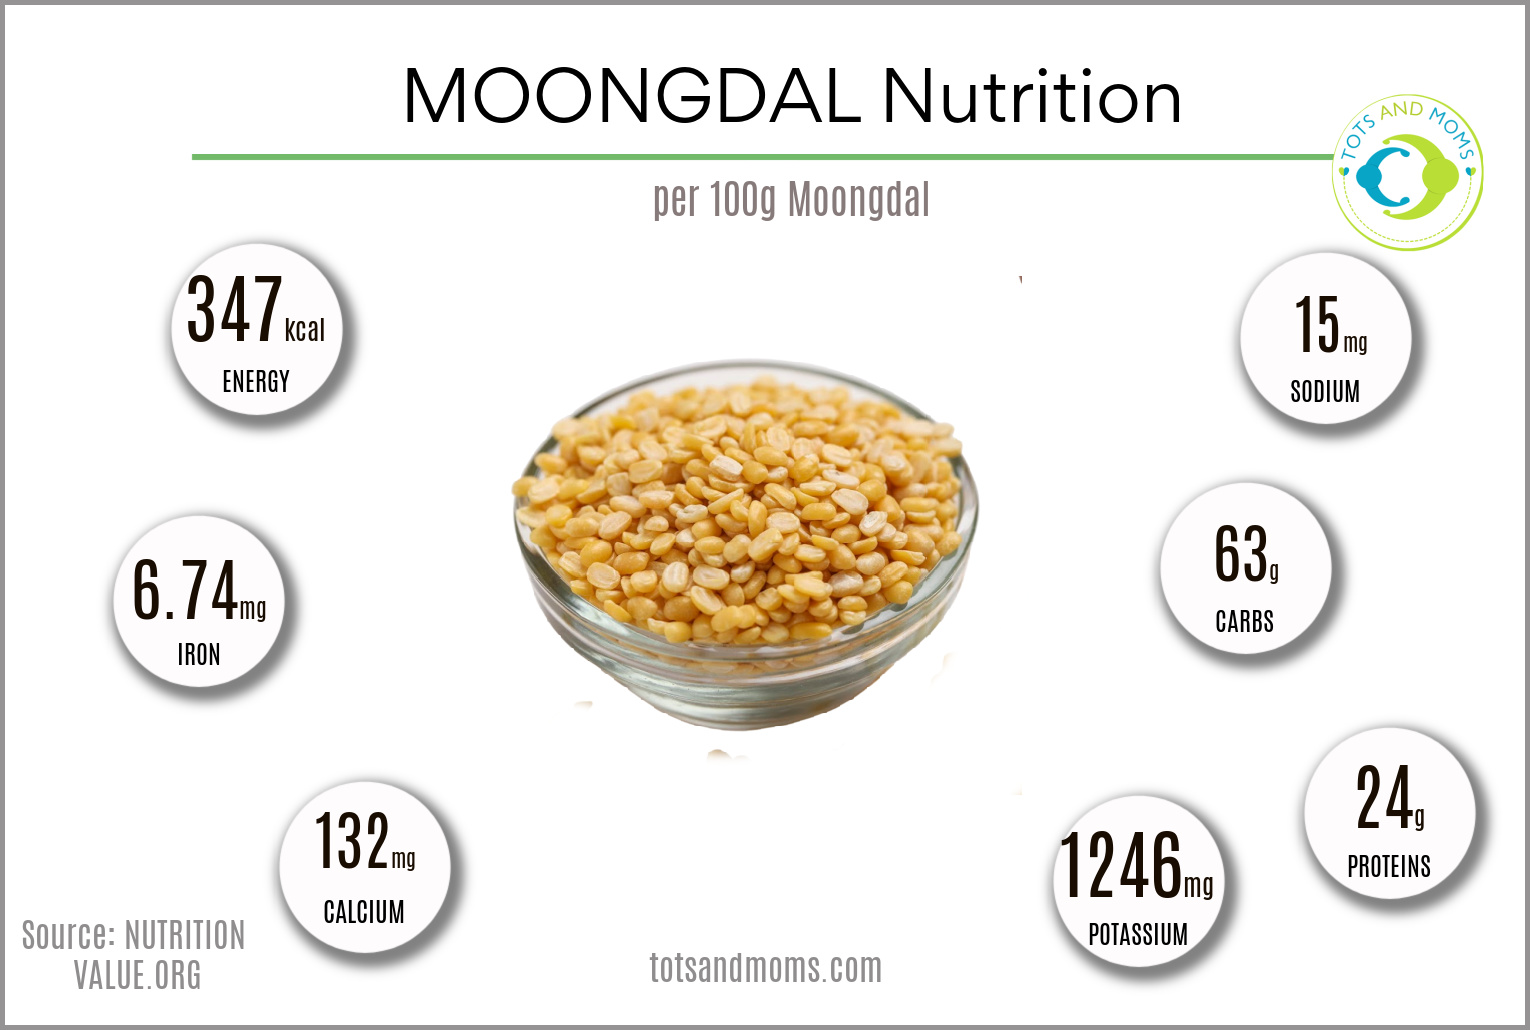 MOONGDAL Nutrition
TOTS AND MOMS
per 100g Moongdal
347kcal
ENERGY
15mg
SODIUM
6.74mg
IRON
63g
CARBS
132mg
CALCIUM
1246mg
POTASSIUM
24g
PROTEINS
Source: NUTRITION
VALUE.ORG
totsandmoms.com